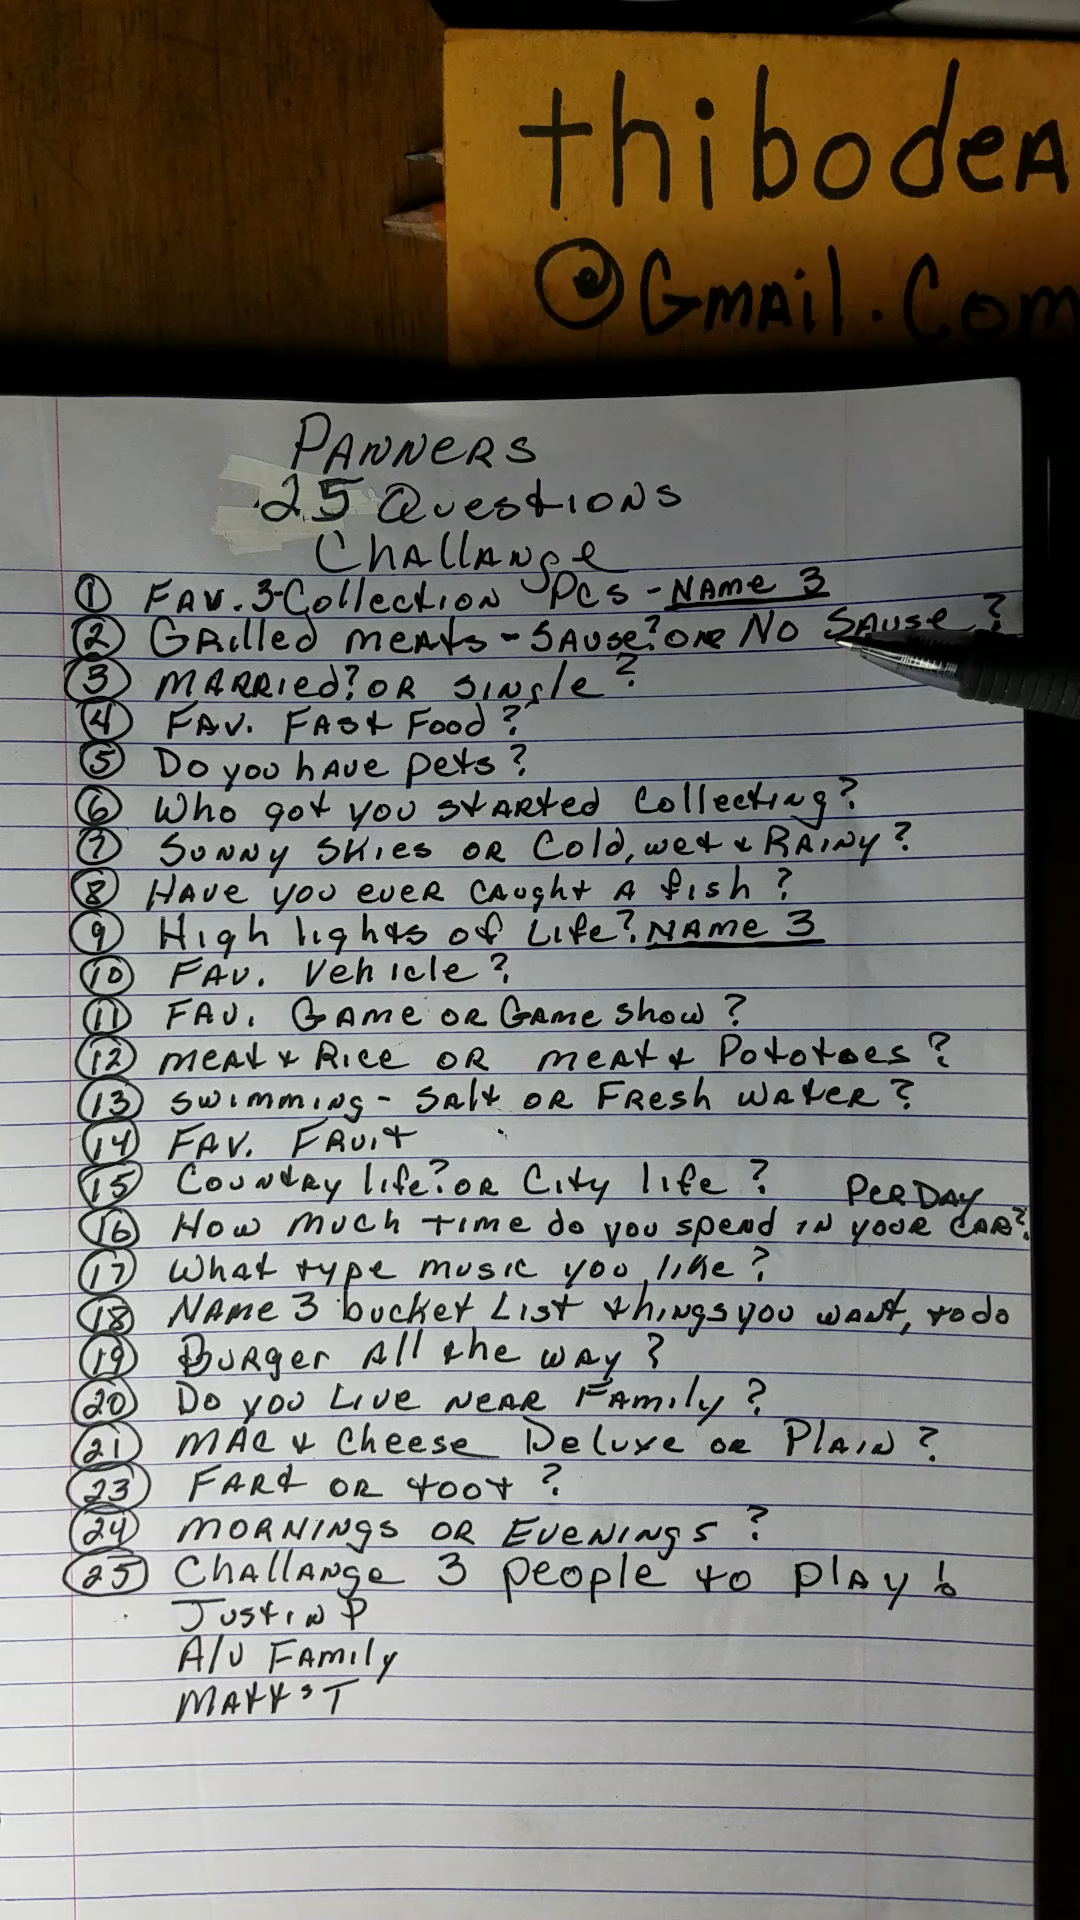 thibodeA
@Gmail.Com
PANNERS
25 Questions
Challange
① FAV. 3-Collection Pcs - NAME 3
② GRilled meats - SAUSE? ORe No SAUSE ?
③ MARRied? OR single ?
④ FAV. FAst Food ?
⑤ Do you hAve pets ?
⑥ Who got you stARted Collecting ?
⑦ SUNNY SKies OR Cold, wet & RAiNy ?
⑧ HAve you eveR CAught A fish ?
⑨ High lights of Life? NAME 3
⑩ FAV. Vehicle ?
⑪ FAV. GAme OR GAme show ?
⑫ meAt & Rice OR meAt & Pototoes ?
⑬ swimming - SAlt OR FResh wAteR ?
⑭ FAV. FRuit
⑮ CountRy life? OR City life ?
PER DAY
⑯ How much time do you spend in youR CAR?
⑰ WhAt type music you like ?
⑱ NAme 3 bucket List things you wAnt, to do
⑲ BuRgeR All the wAy ?
⑳ Do you Live neAR FAmily ?
㉑ MAC & Cheese Deluxe oR PlAin ?
㉓ FARt OR toot ?
㉔ moRNiNgs OR EveNiNgs ?
㉕ ChAllANge 3 people to plAy !
Justin P
A/U FAmily
MAtt's T